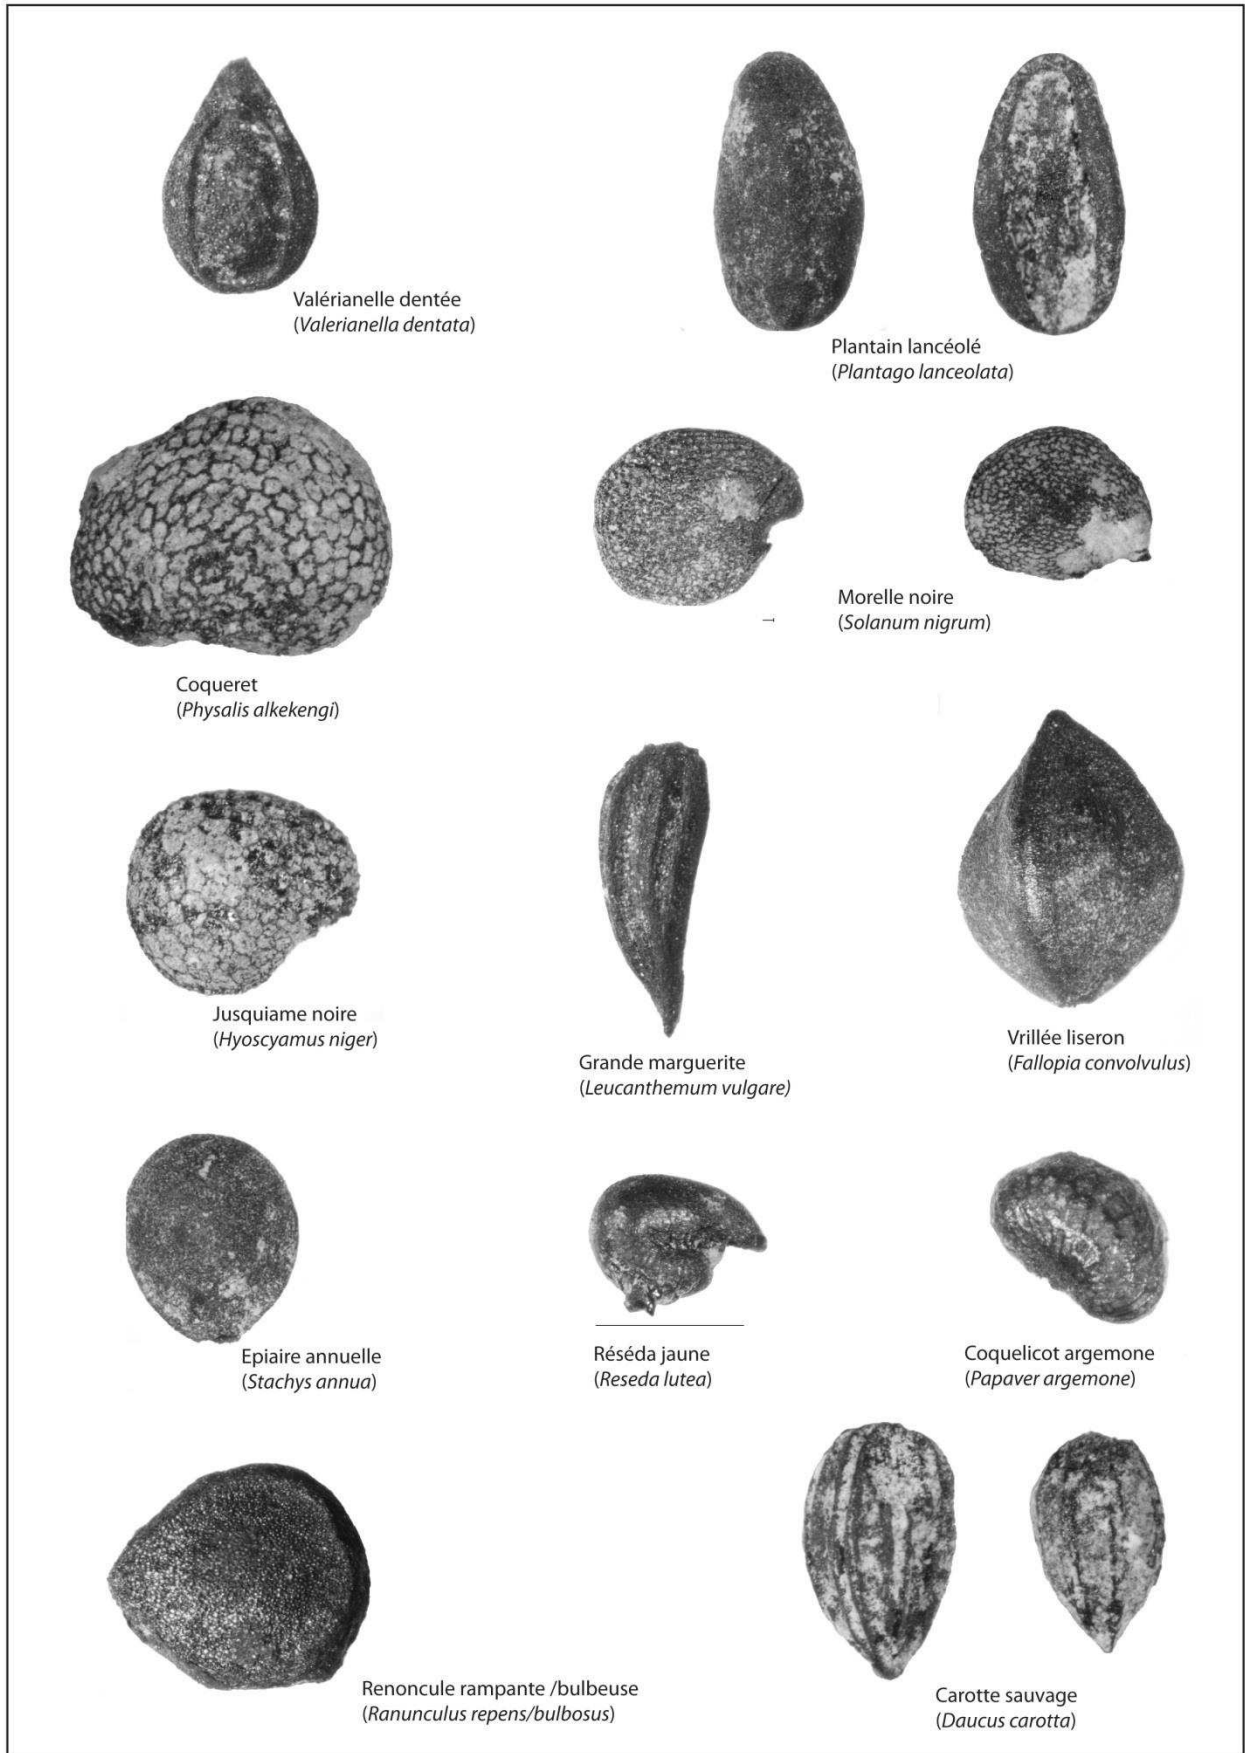 Valérianelle dentée
(Valerianella dentata)
Plantain lancéolé
(Plantago lanceolata)
Coqueret
(Physalis alkekengi)
Morelle noire
(Solanum nigrum)
Jusquiame noire
(Hyoscyamus niger)
Grande marguerite
(Leucanthemum vulgare)
Vrillée liseron
(Fallopia convolvulus)
Epiaire annuelle
(Stachys annua)
Réséda jaune
(Reseda lutea)
Coquelicot argemone
(Papaver argemone)
Renoncule rampante /bulbeuse
(Ranunculus repens/bulbosus)
Carotte sauvage
(Daucus carotta)